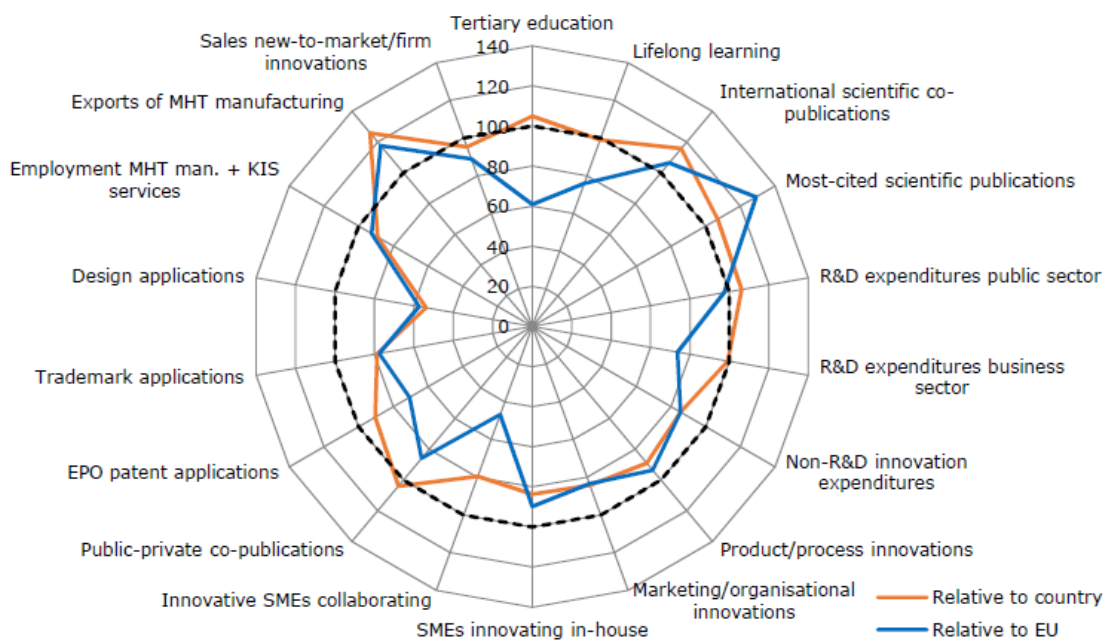 Tertiary education
140
Sales new-to-market/firm
innovations
Lifelong learning
120
Exports of MHT manufacturing
International scientific co-
publications
100
Employment MHT man. + KIS
services
80
Most-cited scientific publications
60
40
Design applications
R&D expenditures public sector
20
0
Trademark applications
R&D expenditures business
sector
EPO patent applications
Non-R&D innovation
expenditures
Public-private co-publications
Product/process innovations
Innovative SMEs collaborating
Marketing/organisational
innovations
SMEs innovating in-house
Relative to country
Relative to EU